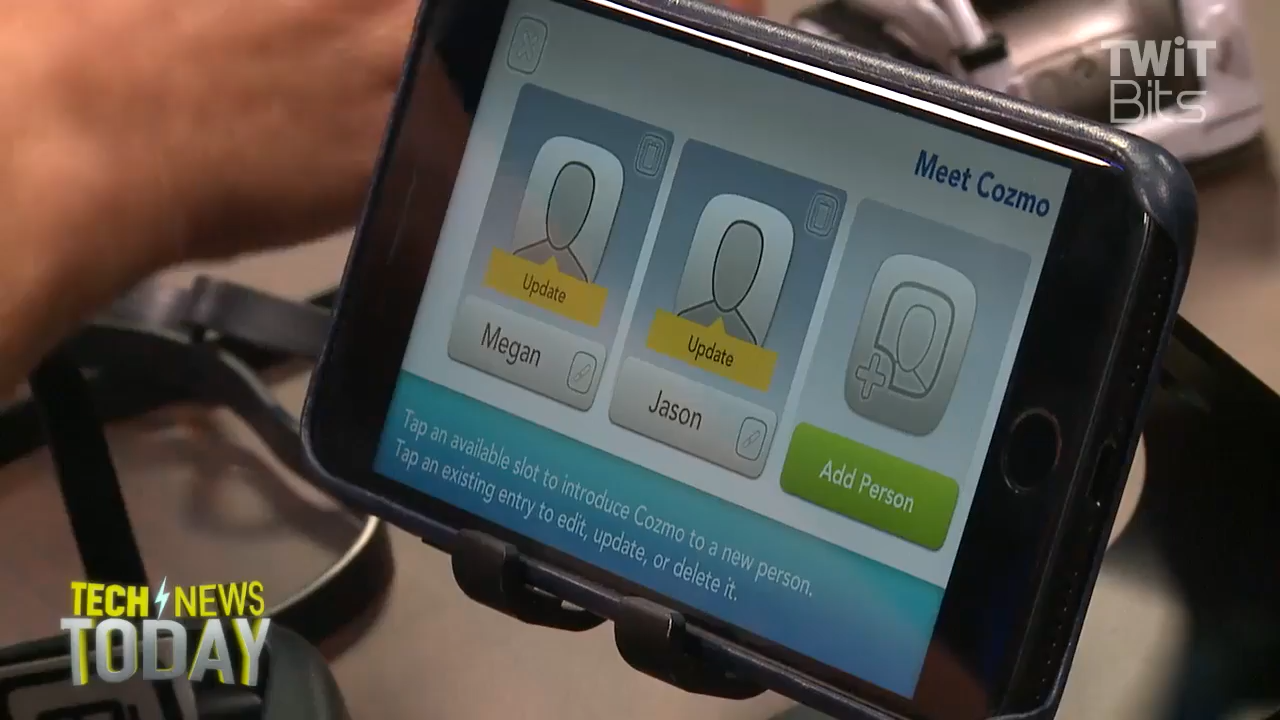 TWiT
Bits
Meet Cozmo
Update
Megan
Update
Jason
Add Person
Tap an available slot to introduce Cozmo to a new person.
Tap an existing entry to edit, update, or delete it.
TECH NEWS
TODAY